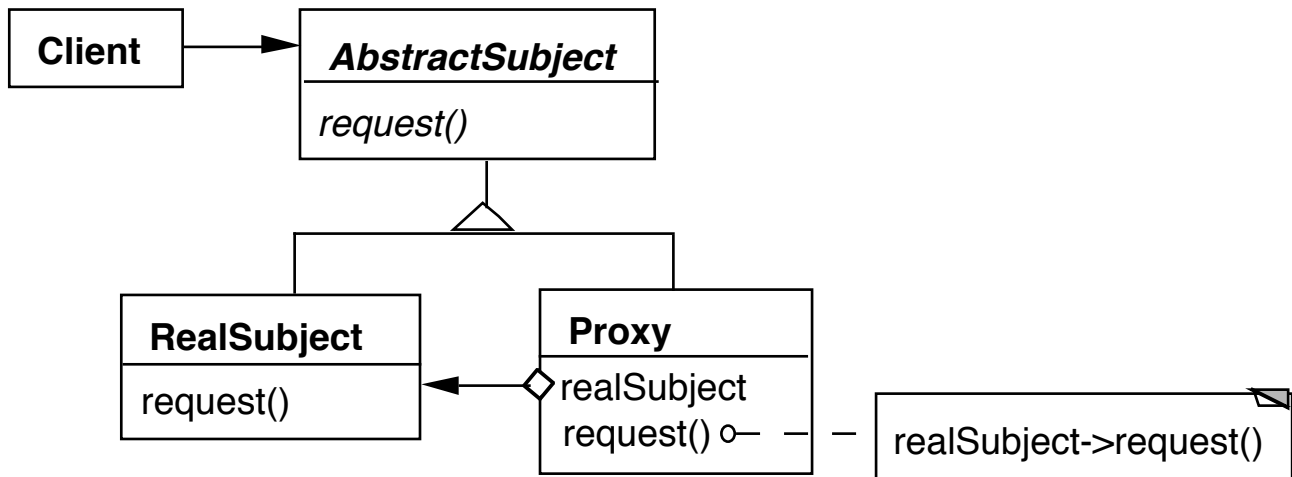 Client
AbstractSubject
request()
RealSubject
request()
Proxy
realSubject
request()
realSubject->request()